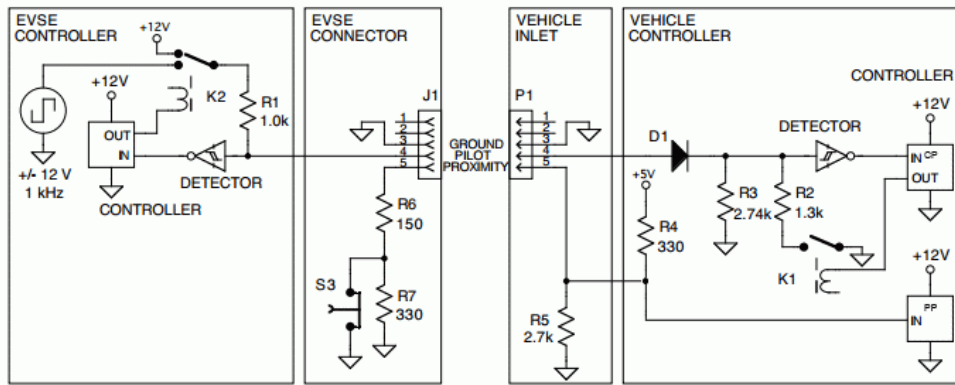 EVSE
CONTROLLER
+12V
+12V
K2
R1
1.0k
OUT
IN
+/- 12 V
1 kHz
DETECTOR
CONTROLLER
EVSE
CONNECTOR
J1
1
2
3
4
5
GROUND
PILOT
PROXIMITY
R6
150
S3
R7
330
VEHICLE
INLET
P1
1
2
3
4
5
R5
2.7k
VEHICLE
CONTROLLER
CONTROLLER
+12V
D1
DETECTOR
IN CP
OUT
+5V
R3
2.74k
R2
1.3k
R4
330
K1
+12V
PP
IN